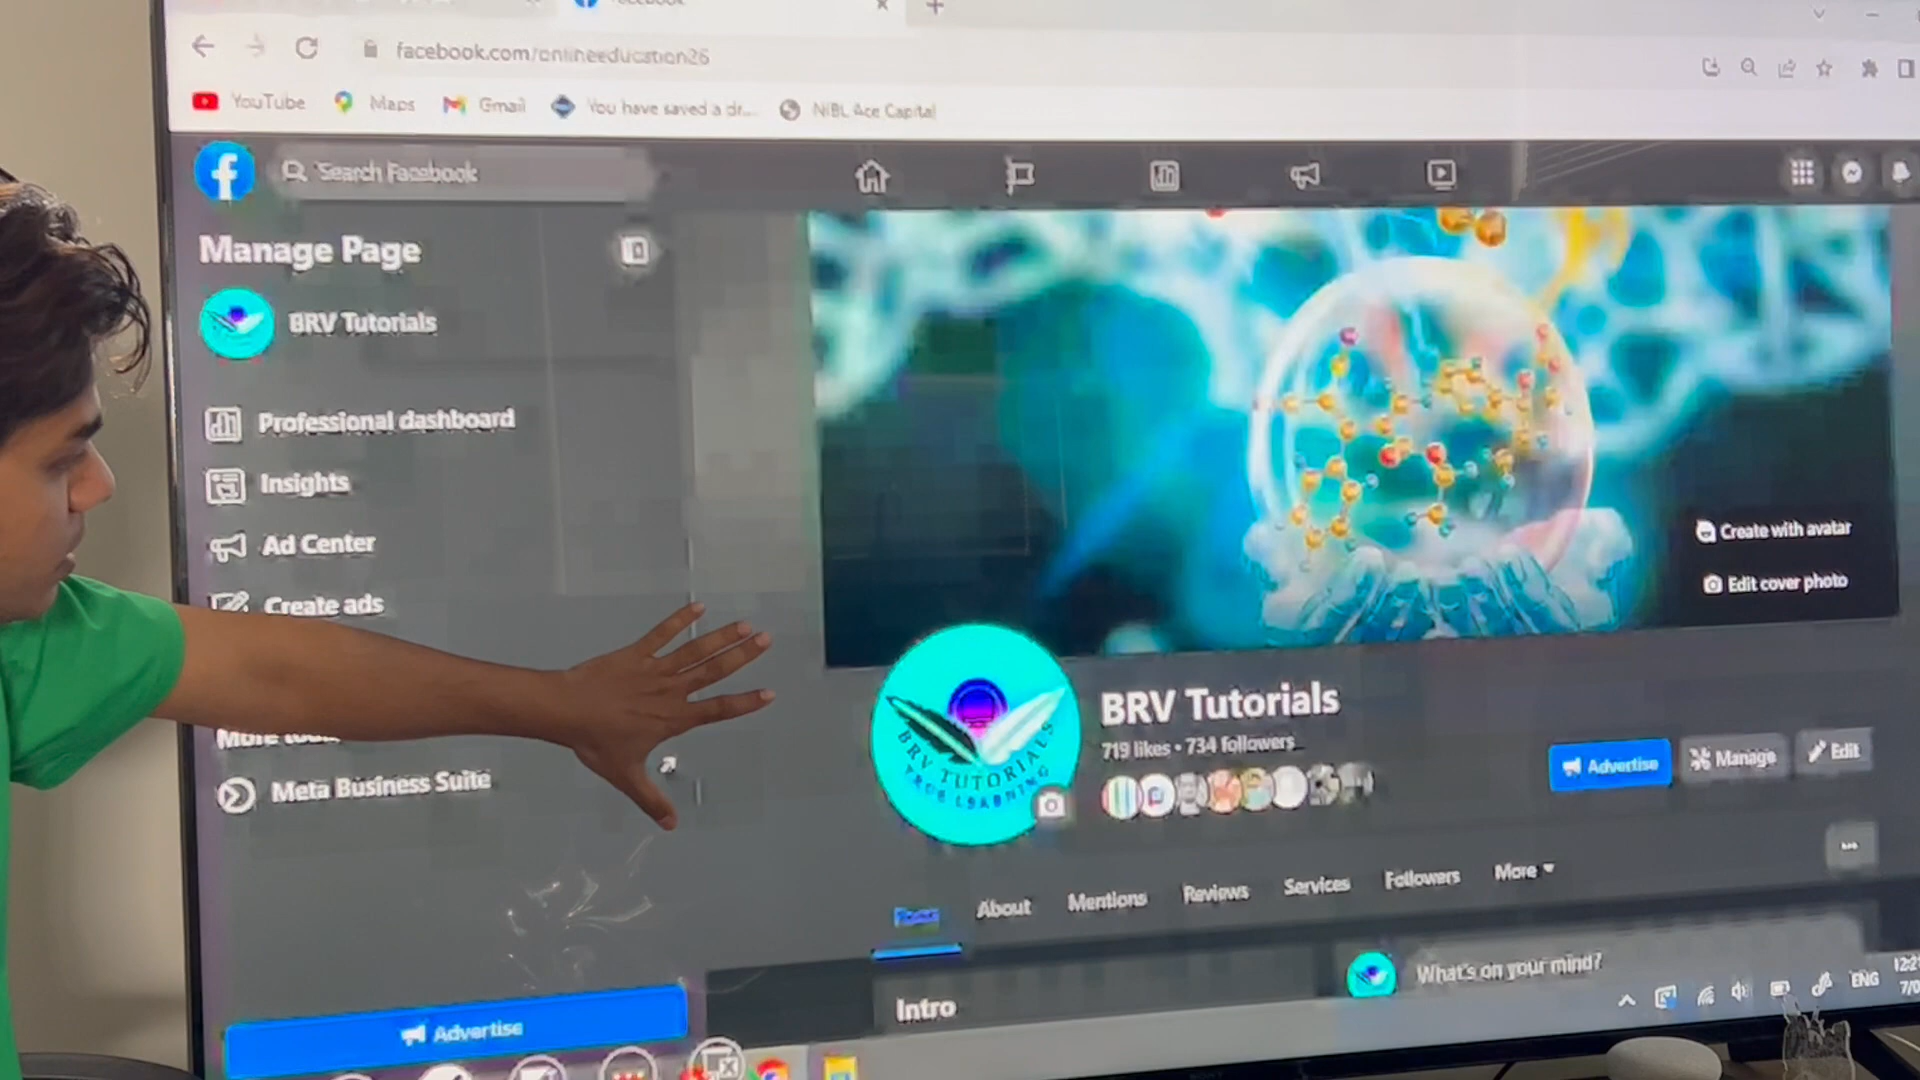 facebook.com/onlineeducation26
YouTube
Maps
Gmail
You have saved a dr...
NIBL Ace Capital
Search Facebook
Manage Page
BRV Tutorials
Professional dashboard
Insights
Ad Center
Create ads
Meta Business Suite
Advertise
Create with avatar
Edit cover photo
BRV TUTORIALS
BRV Tutorials
719 likes • 734 followers
Advertise
Manage
Edit
About
Mentions
Reviews
Services
Followers
More
Intro
What's on your mind?
ENG